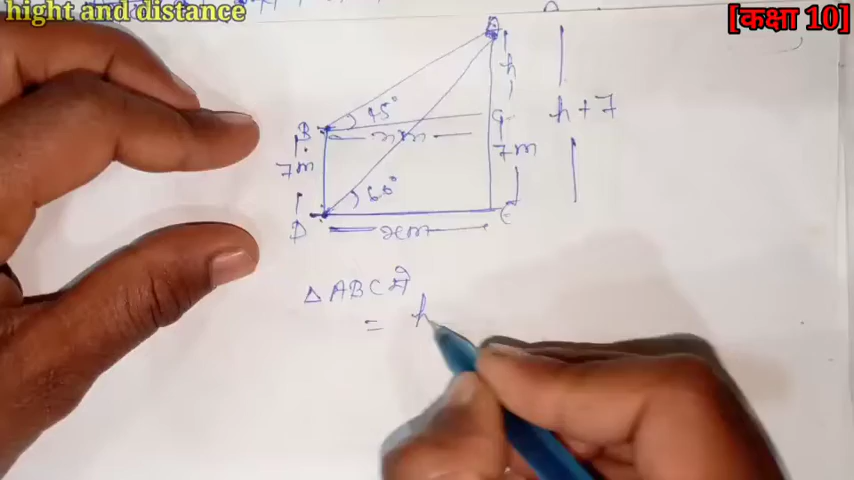 hight and distance
[कक्षा 10]
A
h
45°
B
C
h + 7
x m
7m
7m
60°
D
x m
△ ABC में
= h